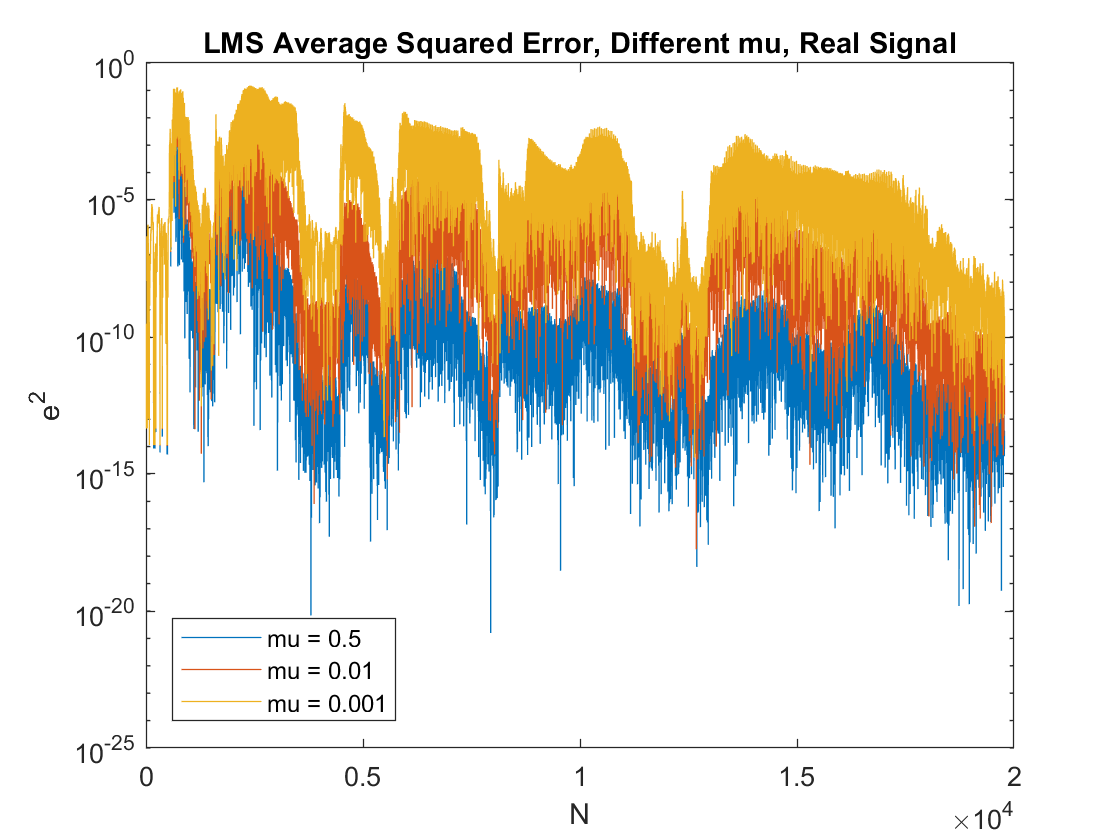 LMS Average Squared Error, Different mu, Real Signal
10^0
10^-5
10^-10
10^-15
10^-20
10^-25
e^2
mu = 0.5
mu = 0.01
mu = 0.001
0 0.5 1 1.5 2
N
×10^4